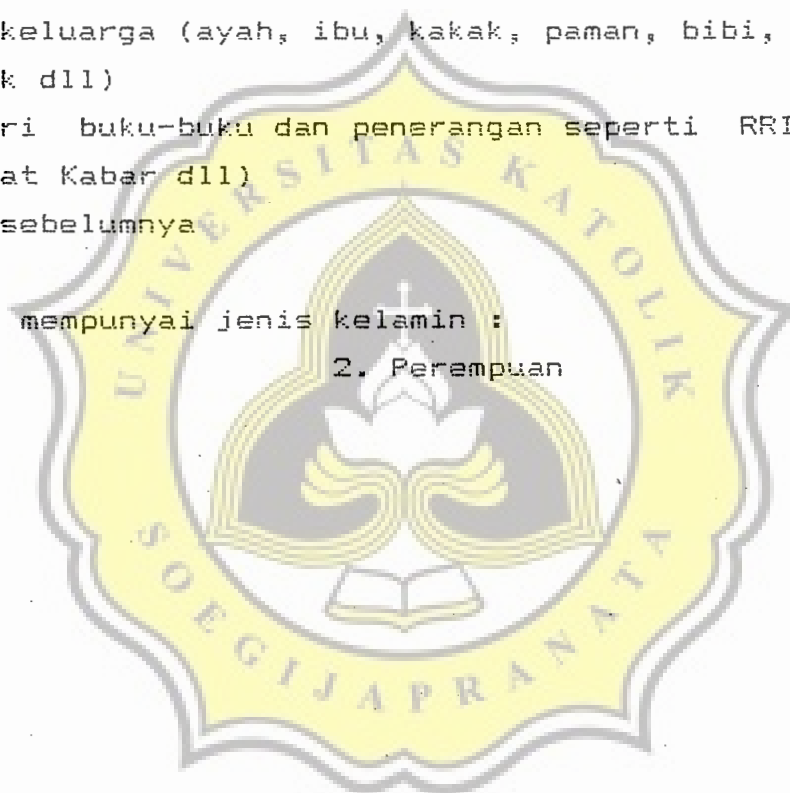 keluarga (ayah, ibu, kakak, paman, bibi,
k dll)
ri buku-buku dan penerangan seperti RRI
at Kabar dll)
sebelumnya
mempunyai jenis kelamin :
2. Perempuan
UNIVERSITAS KATOLIK
SOEGIJAPRANATA